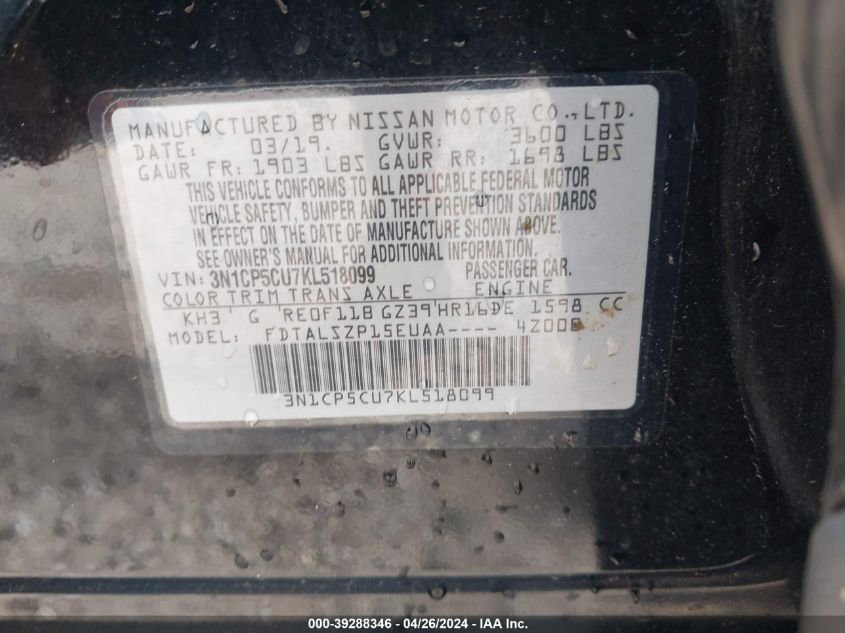 MANUFACTURED BY NISSAN MOTOR CO.,LTD.
DATE: 03/19. GVWR: 3600 LBS
GAWR FR: 1903 LBS GAWR RR: 1698 LBS
THIS VEHICLE CONFORMS TO ALL APPLICABLE FEDERAL MOTOR
VEHICLE SAFETY, BUMPER AND THEFT PREVENTION STANDARDS
IN EFFECT ON THE DATE OF MANUFACTURE SHOWN ABOVE.
SEE OWNER'S MANUAL FOR ADDITIONAL INFORMATION.
VIN: 3N1CP5CU7KL518099 PASSENGER CAR.
COLOR TRIM TRANS AXLE ENGINE
KH3 G RE0F11B GZ39 HR16DE 1598 CC
MODEL: FDTALSZP15EUAA---- 4Z00B
3N1CP5CU7KL518099
000-39288346 - 04/26/2024 - IAA Inc.